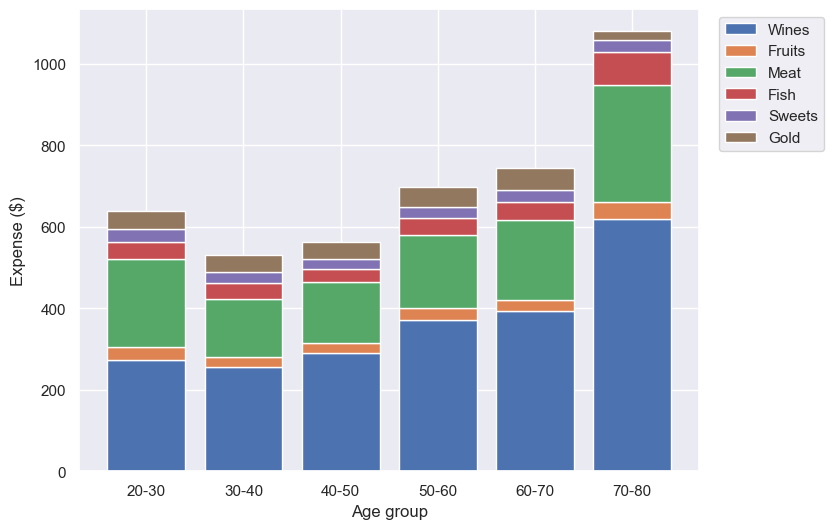 Wines
Fruits
Meat
Fish
Sweets
Gold
Expense ($)
1000
800
600
400
200
0
20-30
30-40
40-50
50-60
60-70
70-80
Age group